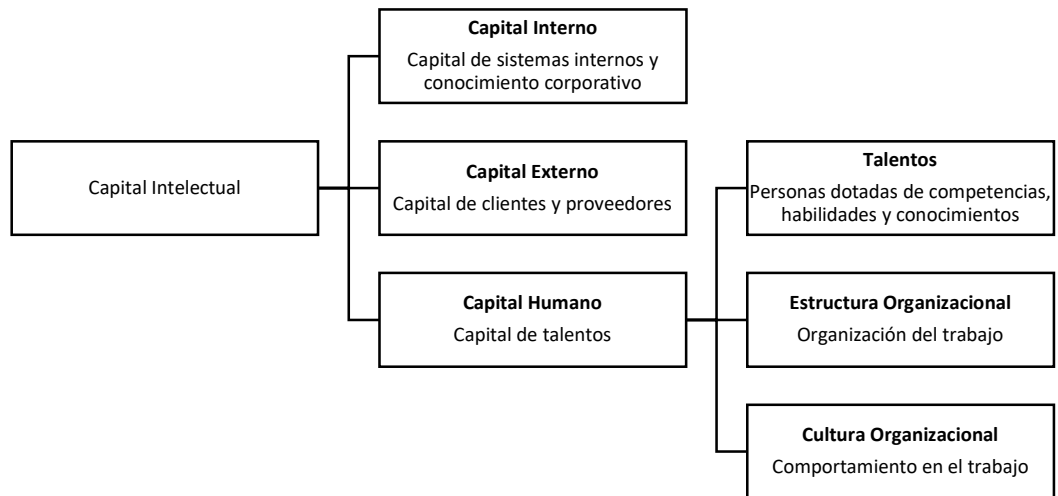 Capital Interno
Capital de sistemas internos y
conocimiento corporativo
Capital Intelectual
Capital Externo
Capital de clientes y proveedores
Capital Humano
Capital de talentos
Talentos
Personas dotadas de competencias,
habilidades y conocimientos
Estructura Organizacional
Organización del trabajo
Cultura Organizacional
Comportamiento en el trabajo